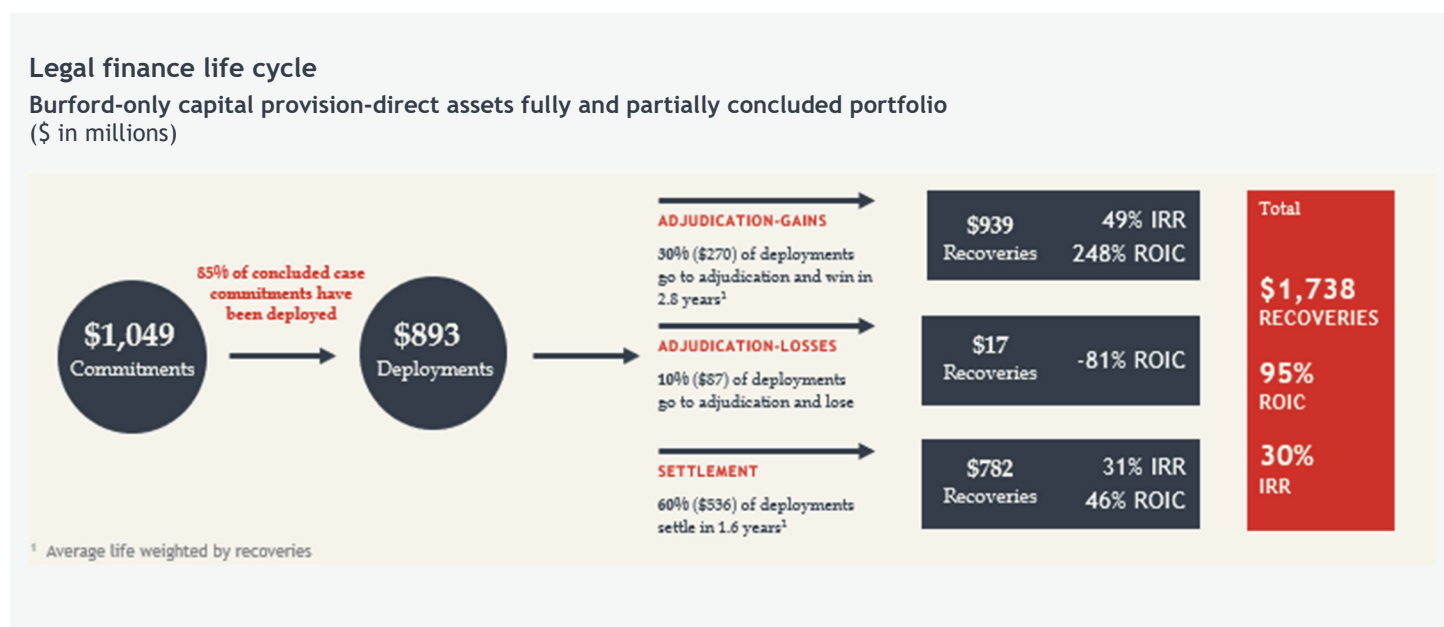 Legal finance life cycle
Burford-only capital provision-direct assets fully and partially concluded portfolio
($ in millions)
85% of concluded case
commitments have
been deployed
$1,049
Commitments
$893
Deployments
ADJUDICATION-GAINS
30% ($270) of deployments
go to adjudication and win in
2.8 years¹
$939
Recoveries
49% IRR
248% ROIC
ADJUDICATION-LOSSES
10% ($87) of deployments
go to adjudication and lose
$17
Recoveries
-81% ROIC
SETTLEMENT
60% ($536) of deployments
settle in 1.6 years¹
$782
Recoveries
31% IRR
46% ROIC
Total
$1,738
RECOVERIES
95%
ROIC
30%
IRR
¹ Average life weighted by recoveries